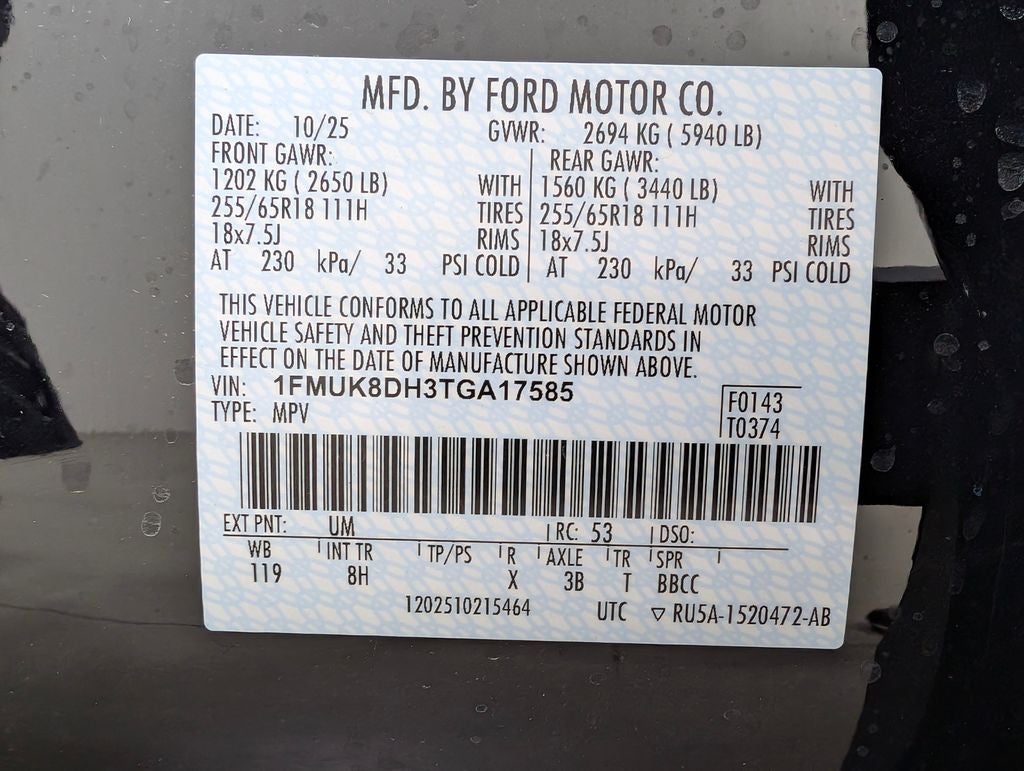 MFD. BY FORD MOTOR CO.
DATE: 10/25 GVWR: 2694 KG ( 5940 LB)
FRONT GAWR: REAR GAWR:
1202 KG ( 2650 LB) WITH 1560 KG ( 3440 LB) WITH
255/65R18 111H TIRES 255/65R18 111H TIRES
18x7.5J RIMS 18x7.5J RIMS
AT 230 kPa/ 33 PSI COLD AT 230 kPa/ 33 PSI COLD
THIS VEHICLE CONFORMS TO ALL APPLICABLE FEDERAL MOTOR
VEHICLE SAFETY AND THEFT PREVENTION STANDARDS IN
EFFECT ON THE DATE OF MANUFACTURE SHOWN ABOVE.
VIN: 1FMUK8DH3TGA17585
TYPE: MPV
F0143
T0374
EXT PNT: UM RC: 53 DSO:
WB INT TR TP/PS R AXLE TR SPR
119 8H X 3B T BBCC
1202510215464 UTC ▽ RU5A-1520472-AB